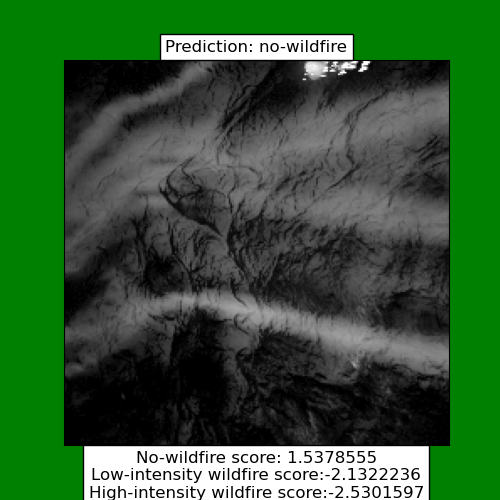 Prediction: no-wildfire
No-wildfire score: 1.5378555
Low-intensity wildfire score:-2.1322236
High-intensity wildfire score:-2.5301597